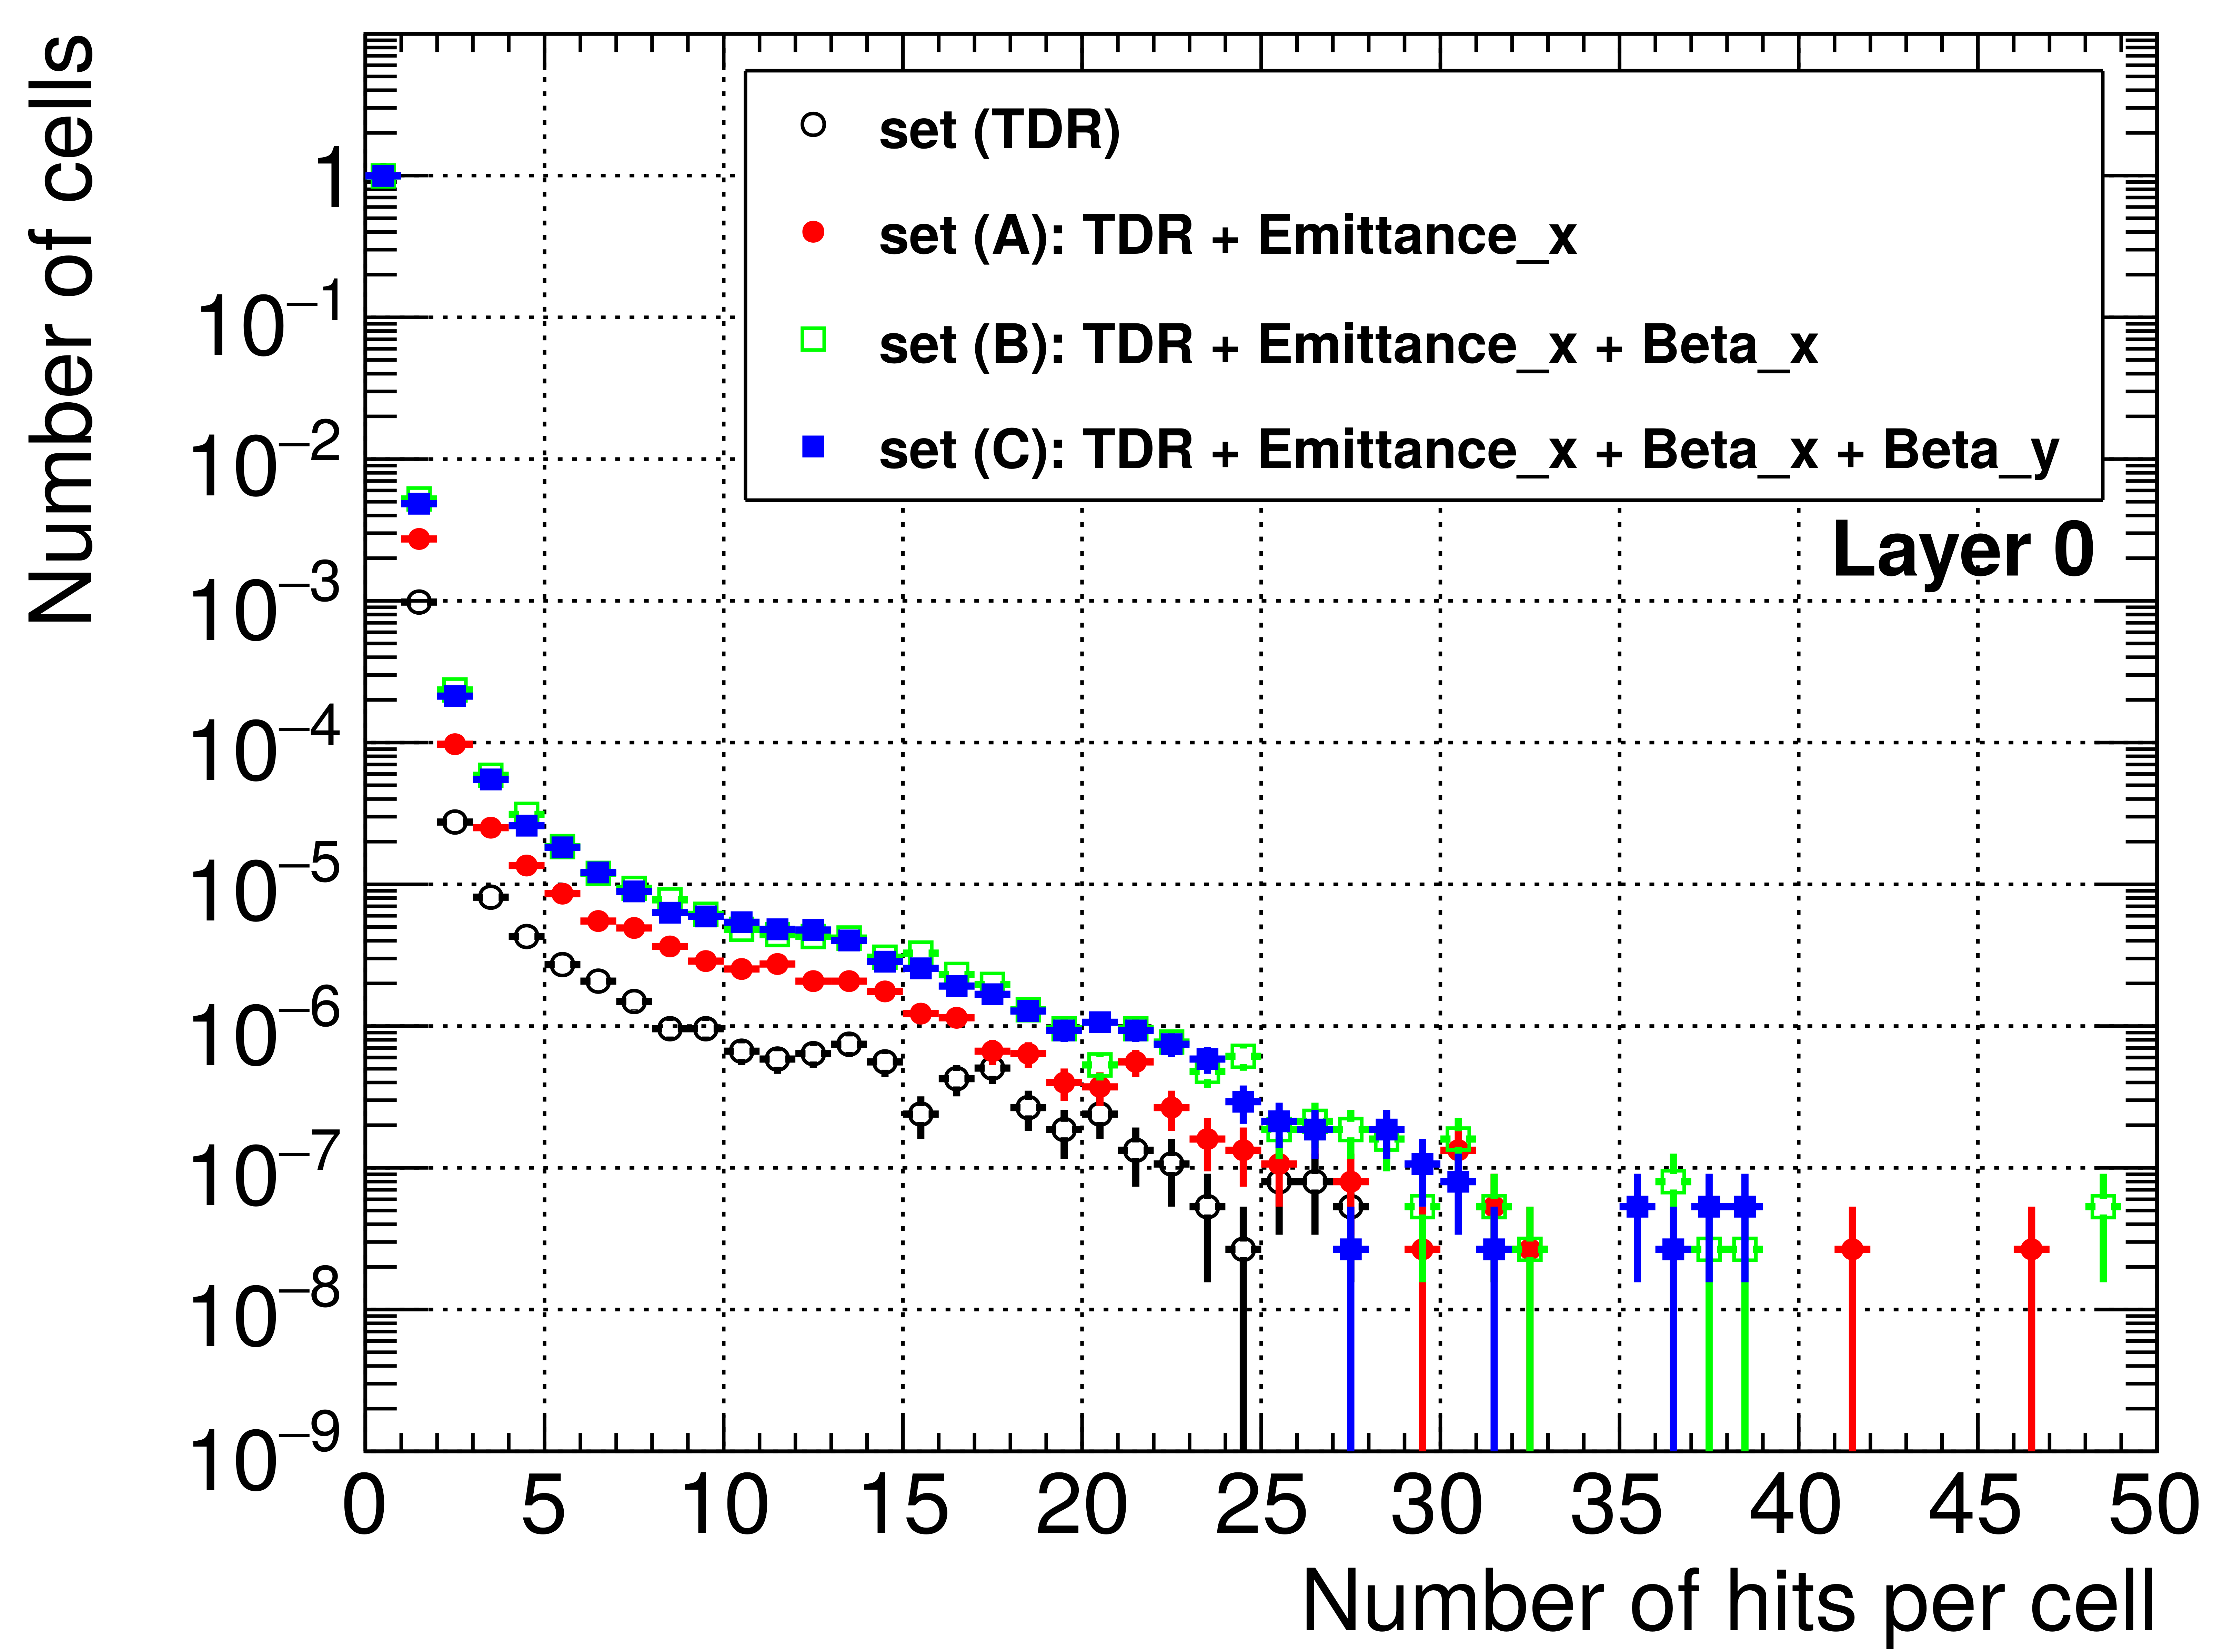 Number of cells
1
10⁻¹
10⁻²
10⁻³
10⁻⁴
10⁻⁵
10⁻⁶
10⁻⁷
10⁻⁸
10⁻⁹
set (TDR)
set (A): TDR + Emittance_x
set (B): TDR + Emittance_x + Beta_x
set (C): TDR + Emittance_x + Beta_x + Beta_y
Layer 0
0 5 10 15 20 25 30 35 40 45 50
Number of hits per cell